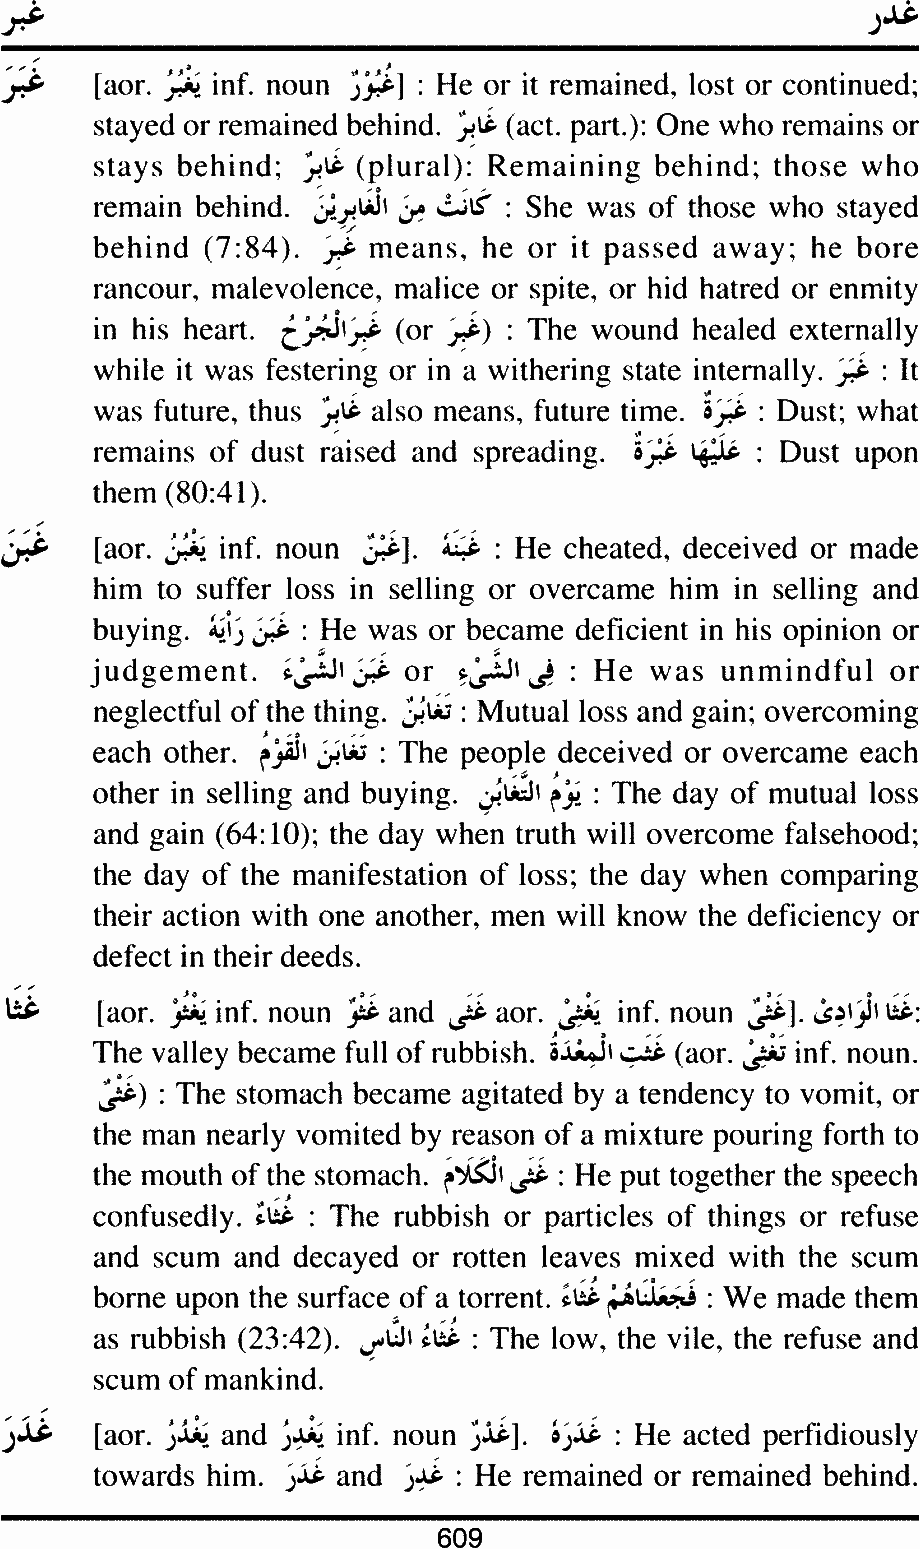 غبر غدر
غَبَرَ [aor. يَغْبُرُ inf. noun غُبُوْرٌ] : He or it remained, lost or continued;
stayed or remained behind. غَابِرٌ (act. part.): One who remains or
stays behind; غَابِرٌ (plural): Remaining behind; those who
remain behind. كَانَتْ مِنَ الْغَابِرِيْنَ : She was of those who stayed
behind (7:84). غَبِرَ means, he or it passed away; he bore
rancour, malevolence, malice or spite, or hid hatred or enmity
in his heart. غَبِرَالْجُرْحُ (or غَبِرَ) : The wound healed externally
while it was festering or in a withering state internally. غَبَرَ : It
was future, thus غَابِرٌ also means, future time. غَبَرَةٌ : Dust; what
remains of dust raised and spreading. عَلَيْهَا غَبَرَةٌ : Dust upon
them (80:41).
غَبَنَ [aor. يَغْبُنُ inf. noun غَبْنٌ]. غَبَنَهُ : He cheated, deceived or made
him to suffer loss in selling or overcame him in selling and
buying. غَبَنَ رَأْيَهُ : He was or became deficient in his opinion or
judgement. غَبَنَ الشَّىْءَ or فِى الشَّىْءِ : He was unmindful or
neglectful of the thing. تَغَابُنٌ : Mutual loss and gain; overcoming
each other. تَغَابَنَ الْقَوْمُ : The people deceived or overcame each
other in selling and buying. يَوْمُ التَّغَابُنِ : The day of mutual loss
and gain (64:10); the day when truth will overcome falsehood;
the day of the manifestation of loss; the day when comparing
their action with one another, men will know the deficiency or
defect in their deeds.
غَثَا [aor. يَغْثُوْ inf. noun غَثْوٌ and غَثَى aor. يَغْثِىْ inf. noun غَثْىٌ]. غَثَا الْوَادِىْ:
The valley became full of rubbish. غَثَتِ الْمِعْدَةُ (aor. تَغْثِىْ inf. noun.
غَثْىٌ) : The stomach became agitated by a tendency to vomit, or
the man nearly vomited by reason of a mixture pouring forth to
the mouth of the stomach. غَثَى الْكَلَامَ : He put together the speech
confusedly. غُثَاءٌ : The rubbish or particles of things or refuse
and scum and decayed or rotten leaves mixed with the scum
borne upon the surface of a torrent. فَجَعَلْنَاهُمْ غُثَاءً : We made them
as rubbish (23:42). غُثَاءُ النَّاسِ : The low, the vile, the refuse and
scum of mankind.
غَدَرَ [aor. يَغْدُرُ and يَغْدِرُ inf. noun غَدْرٌ]. غَدَرَهُ : He acted perfidiously
towards him. غَدَرَ and غَدِرَ : He remained or remained behind.
609